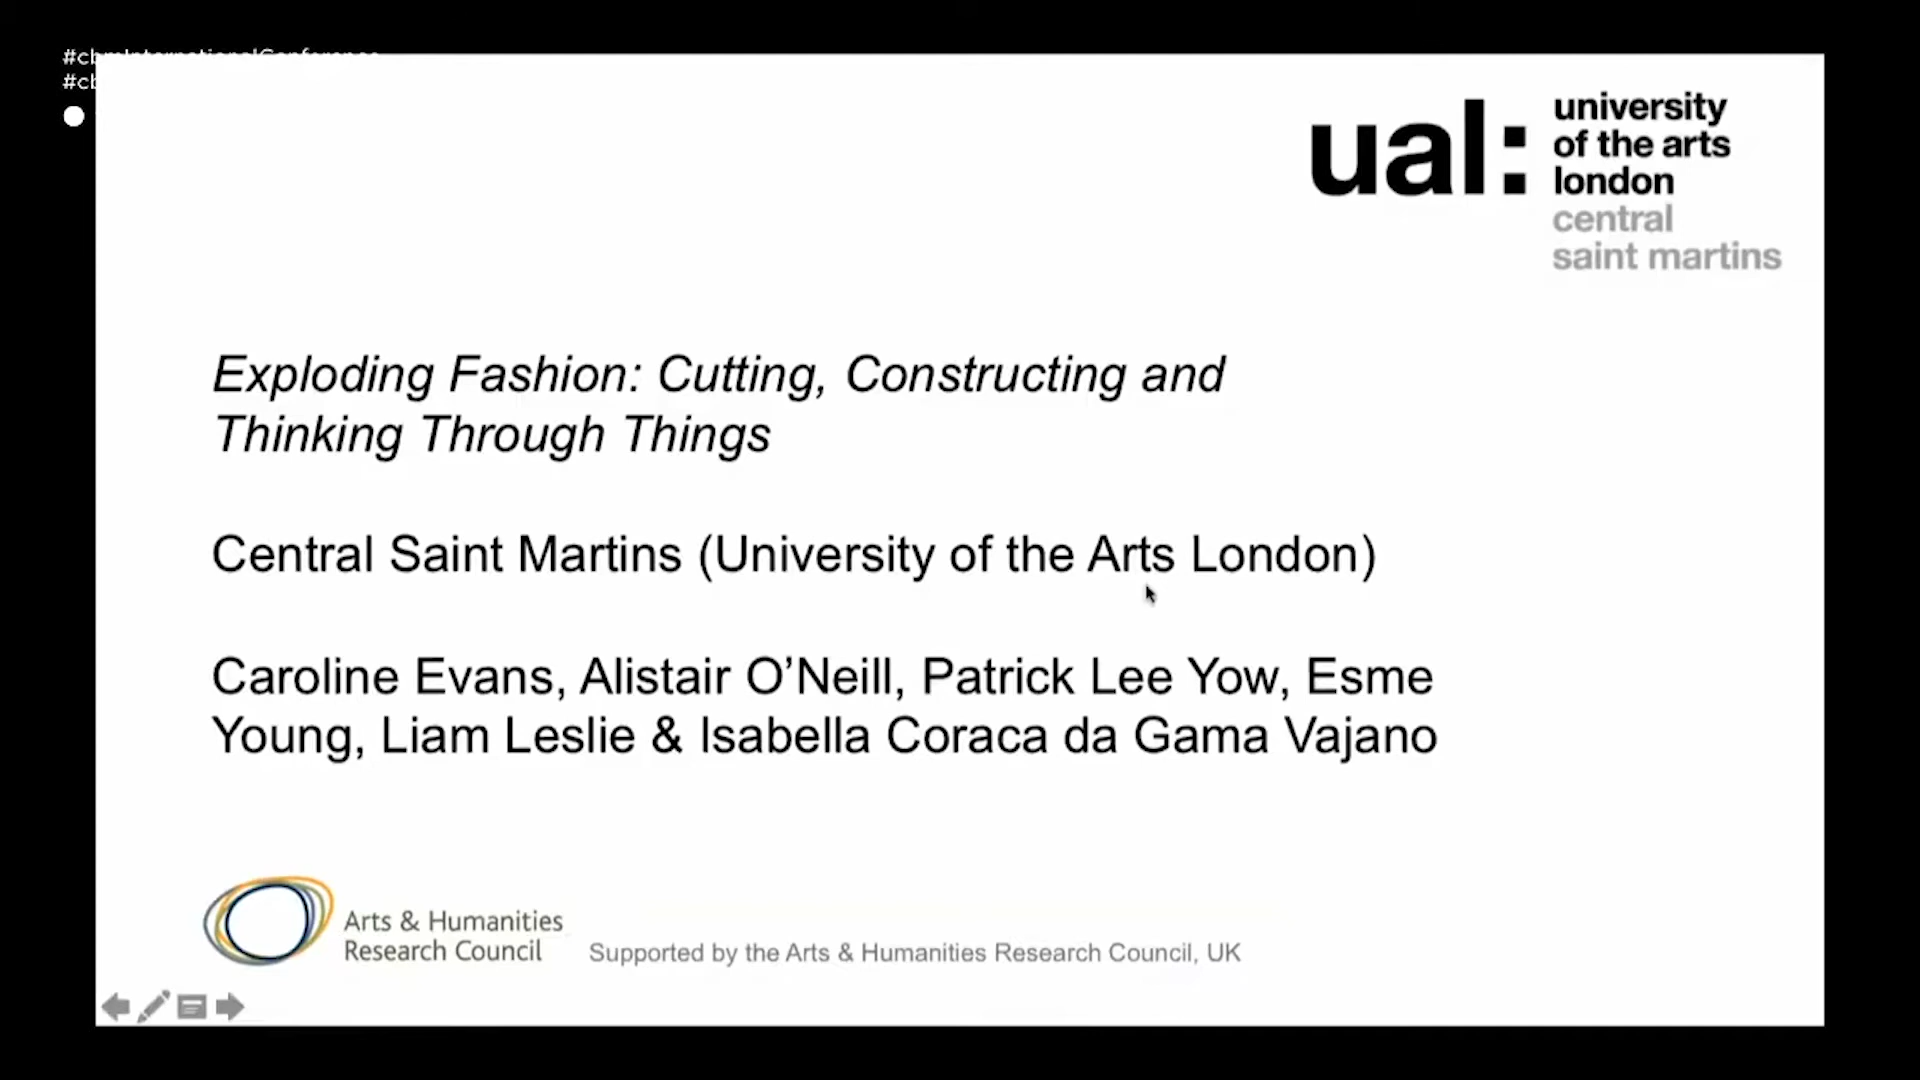 #cbmInternationalConference
#cb
ual:
university
of the arts
london
central
saint martins
Exploding Fashion: Cutting, Constructing and
Thinking Through Things
Central Saint Martins (University of the Arts London)
Caroline Evans, Alistair O’Neill, Patrick Lee Yow, Esme
Young, Liam Leslie & Isabella Coraca da Gama Vajano
Arts & Humanities
Research Council
Supported by the Arts & Humanities Research Council, UK